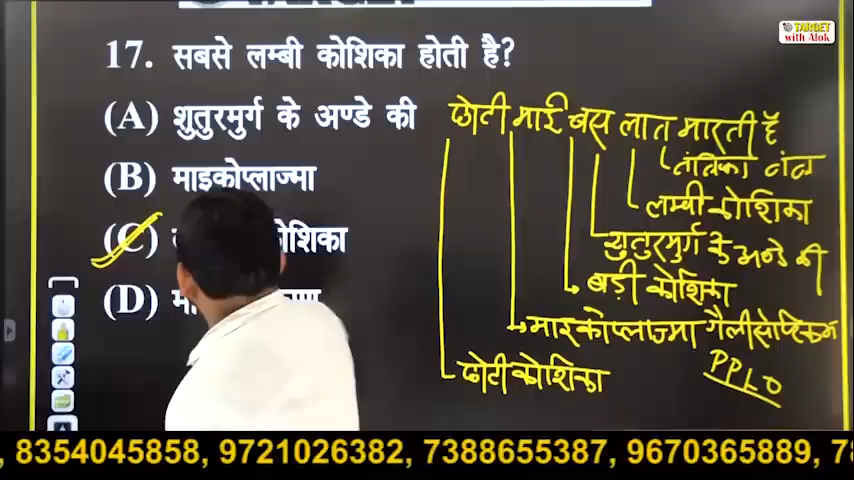 TARGET
with Alok
17. सबसे लम्बी कोशिका होती है?
(A) शुतुरमुर्ग के अण्डे की
(B) माइकोप्लाज्मा
(C)
(D)
छोटी माई बस लात मारती है
तंत्रिका तंत्र
लम्बी कोशिका
शुतुरमुर्ग के अण्डे की
बड़ी कोशिका
माइकोप्लाज्मा गैलीसेप्टिकम
PPLO
छोटी कोशिका
8354045858, 9721026382, 7388655387, 9670365889,